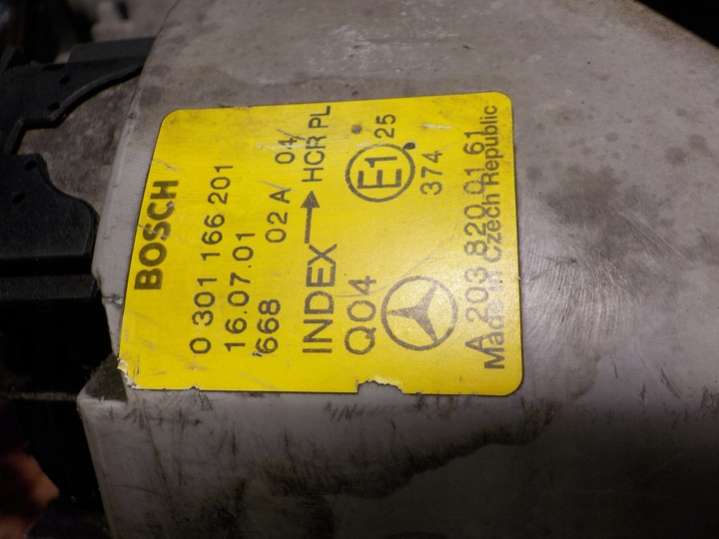 BOSCH
0 301 166 201
16.07.01
668 02 A 04
INDEX → HCR PL
Q04 E1 25
374
A 203 820 01 61
Made in Czech Republic